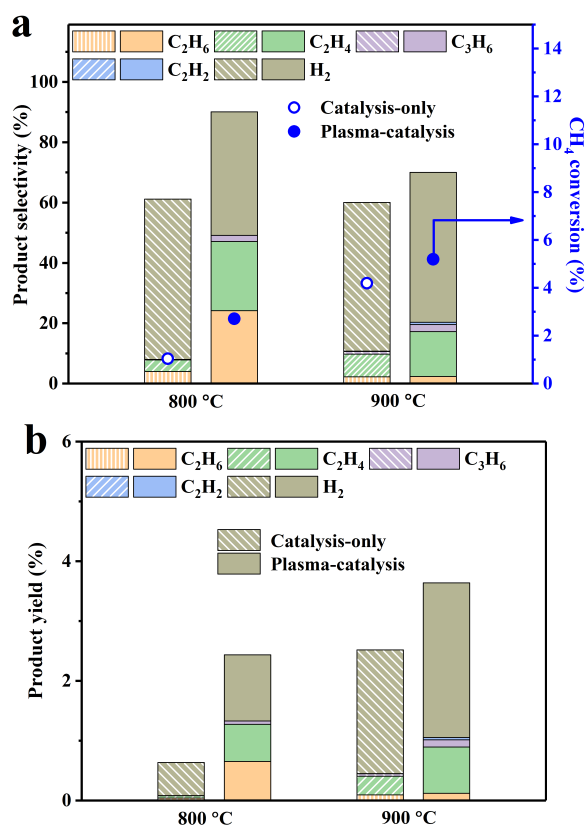 a
C₂H₆ C₂H₄ C₃H₆
C₂H₂ H₂
Catalysis-only
Plasma-catalysis
Product selectivity (%)
0
20
40
60
80
100
CH₄ conversion (%)
0
2
4
6
8
10
12
14
800 °C 900 °C
b
C₂H₆ C₂H₄ C₃H₆
C₂H₂ H₂
Catalysis-only
Plasma-catalysis
Product yield (%)
0
2
4
6
800 °C 900 °C